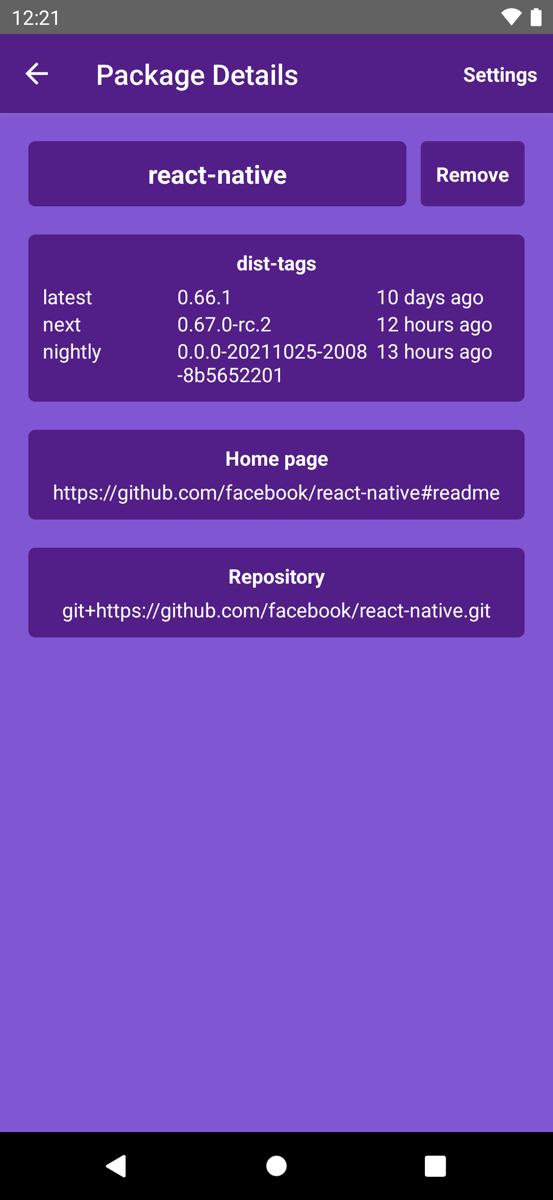 12:21
Package Details
Settings
react-native
Remove
dist-tags
latest 0.66.1 10 days ago
next 0.67.0-rc.2 12 hours ago
nightly 0.0.0-20211025-2008 13 hours ago
-8b5652201
Home page
https://github.com/facebook/react-native#readme
Repository
git+https://github.com/facebook/react-native.git